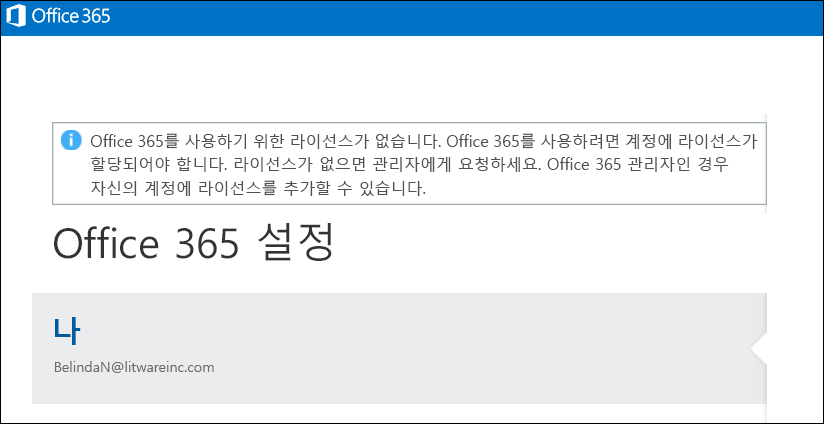 Office 365
Office 365를 사용하기 위한 라이선스가 없습니다. Office 365를 사용하려면 계정에 라이선스가
할당되어야 합니다. 라이선스가 없으면 관리자에게 요청하세요. Office 365 관리자인 경우
자신의 계정에 라이선스를 추가할 수 있습니다.
Office 365 설정
나
BelindaN@litwareinc.com